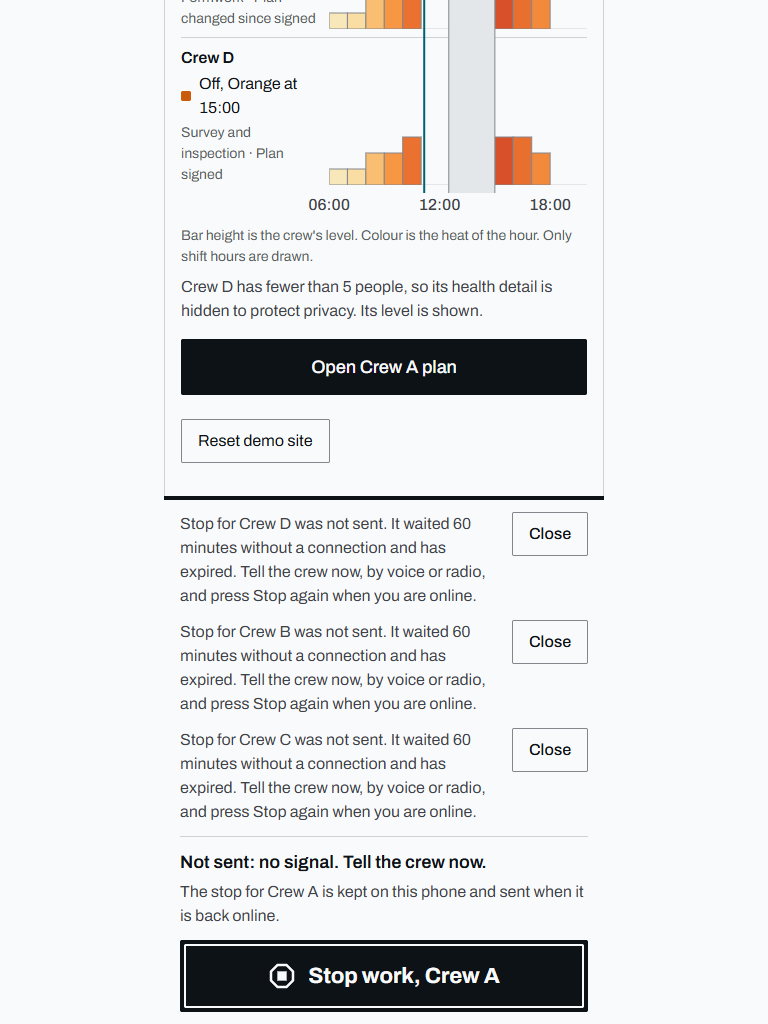 changed since signed
Crew D
Off, Orange at
15:00
Survey and
inspection · Plan
signed
06:00 12:00 18:00
Bar height is the crew's level. Colour is the heat of the hour. Only
shift hours are drawn.
Crew D has fewer than 5 people, so its health detail is
hidden to protect privacy. Its level is shown.
Open Crew A plan
Reset demo site
Stop for Crew D was not sent. It waited 60
minutes without a connection and has
expired. Tell the crew now, by voice or radio,
and press Stop again when you are online.
Close
Stop for Crew B was not sent. It waited 60
minutes without a connection and has
expired. Tell the crew now, by voice or radio,
and press Stop again when you are online.
Close
Stop for Crew C was not sent. It waited 60
minutes without a connection and has
expired. Tell the crew now, by voice or radio,
and press Stop again when you are online.
Close
Not sent: no signal. Tell the crew now.
The stop for Crew A is kept on this phone and sent when it
is back online.
Stop work, Crew A